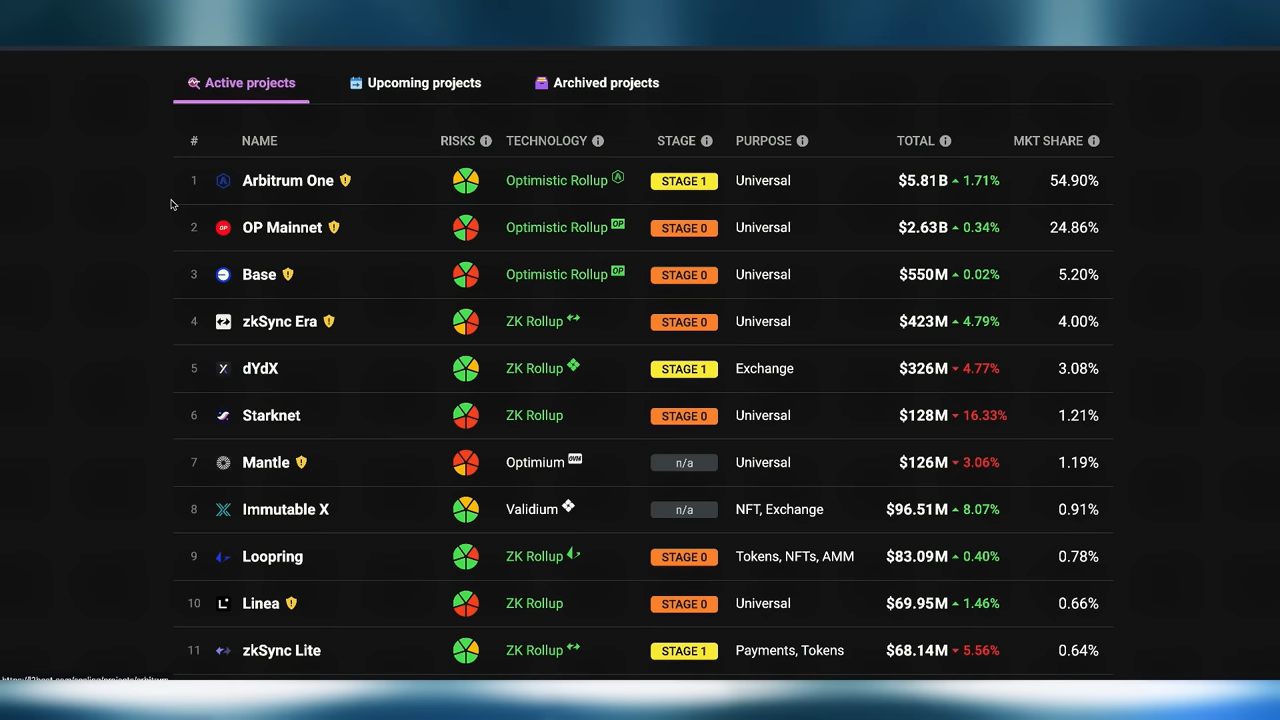 Active projects Upcoming projects Archived projects
# NAME RISKS TECHNOLOGY STAGE PURPOSE TOTAL MKT SHARE
1 Arbitrum One Optimistic Rollup STAGE 1 Universal $5.81B 1.71% 54.90%
2 OP OP Mainnet Optimistic Rollup OP STAGE 0 Universal $2.63B 0.34% 24.86%
3 Base Optimistic Rollup OP STAGE 0 Universal $550M 0.02% 5.20%
4 zkSync Era ZK Rollup STAGE 0 Universal $423M 4.79% 4.00%
5 dYdX ZK Rollup STAGE 1 Exchange $326M 4.77% 3.08%
6 Starknet ZK Rollup STAGE 0 Universal $128M 16.33% 1.21%
7 Mantle Optimium OVM n/a Universal $126M 3.06% 1.19%
8 Immutable X Validium n/a NFT, Exchange $96.51M 8.07% 0.91%
9 Loopring ZK Rollup STAGE 0 Tokens, NFTs, AMM $83.09M 0.40% 0.78%
10 Linea ZK Rollup STAGE 0 Universal $69.95M 1.46% 0.66%
11 zkSync Lite ZK Rollup STAGE 1 Payments, Tokens $68.14M 5.56% 0.64%